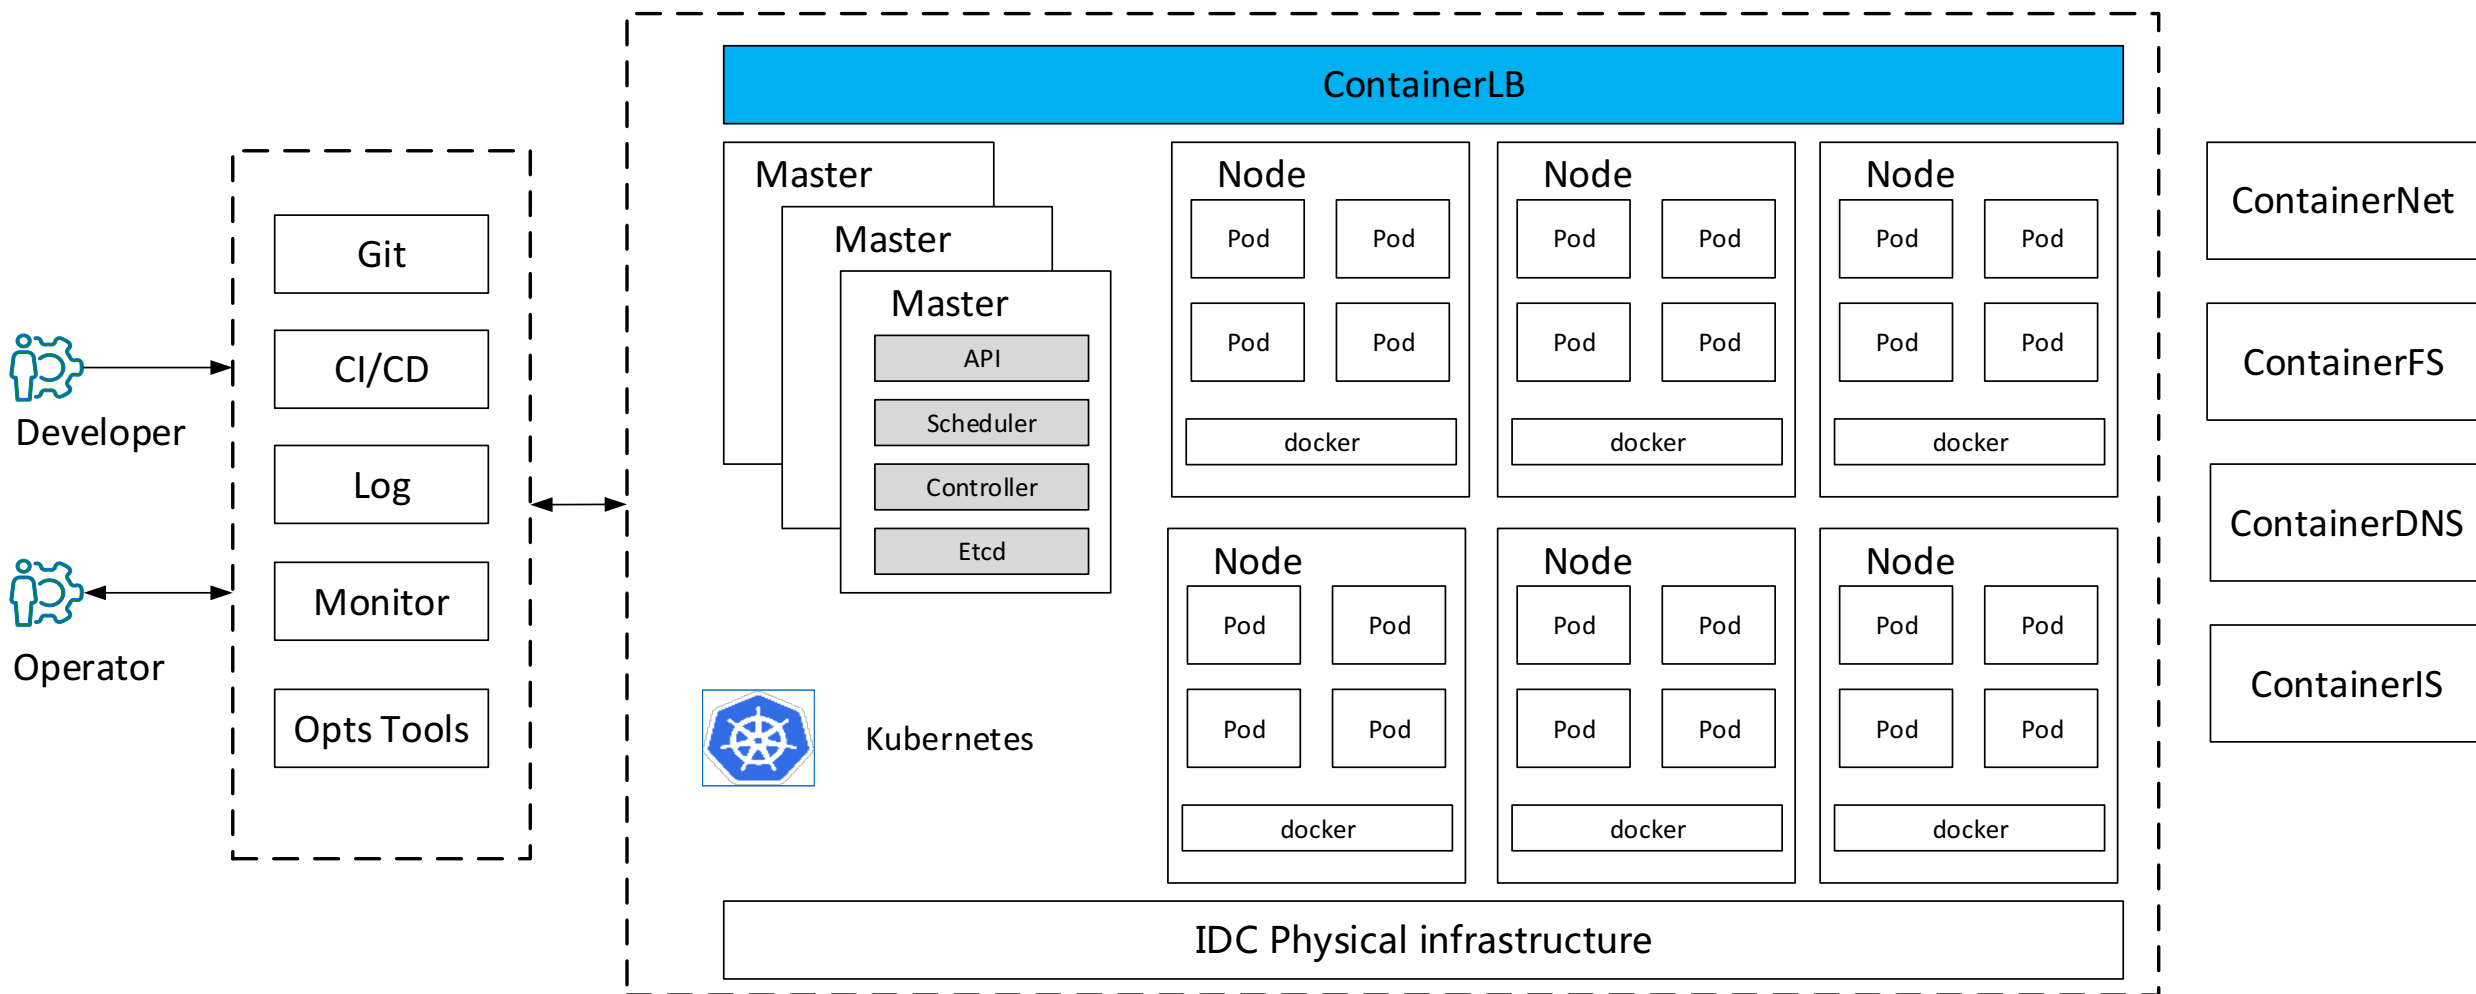 ContainerLB
Developer
Operator
Git
CI/CD
Log
Monitor
Opts Tools
Master
Master
Master
API
Scheduler
Controller
Etcd
Kubernetes
Node
Pod
Pod
Pod
Pod
docker
Node
Pod
Pod
Pod
Pod
docker
Node
Pod
Pod
Pod
Pod
docker
Node
Pod
Pod
Pod
Pod
docker
Node
Pod
Pod
Pod
Pod
docker
Node
Pod
Pod
Pod
Pod
docker
IDC Physical infrastructure
ContainerNet
ContainerFS
ContainerDNS
ContainerIS